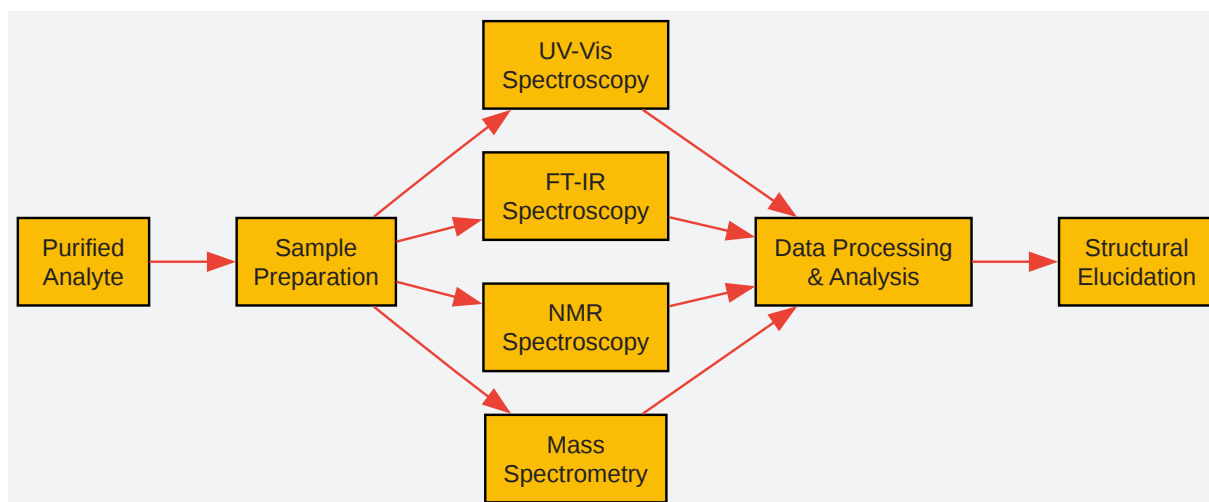 Purified
Analyte
Sample
Preparation
UV-Vis
Spectroscopy
FT-IR
Spectroscopy
NMR
Spectroscopy
Mass
Spectrometry
Data Processing
& Analysis
Structural
Elucidation